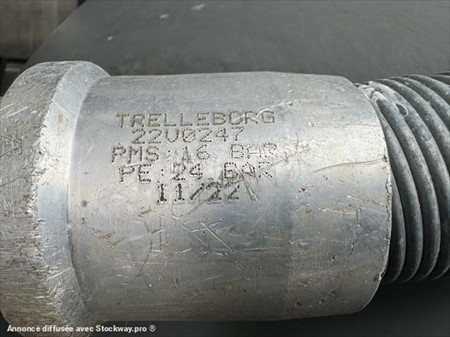 TRELLEBORG
22V0247
PMS:16 BAR
PE:24 BAR
11/22
Annonce diffusée avec Stockway.pro ®